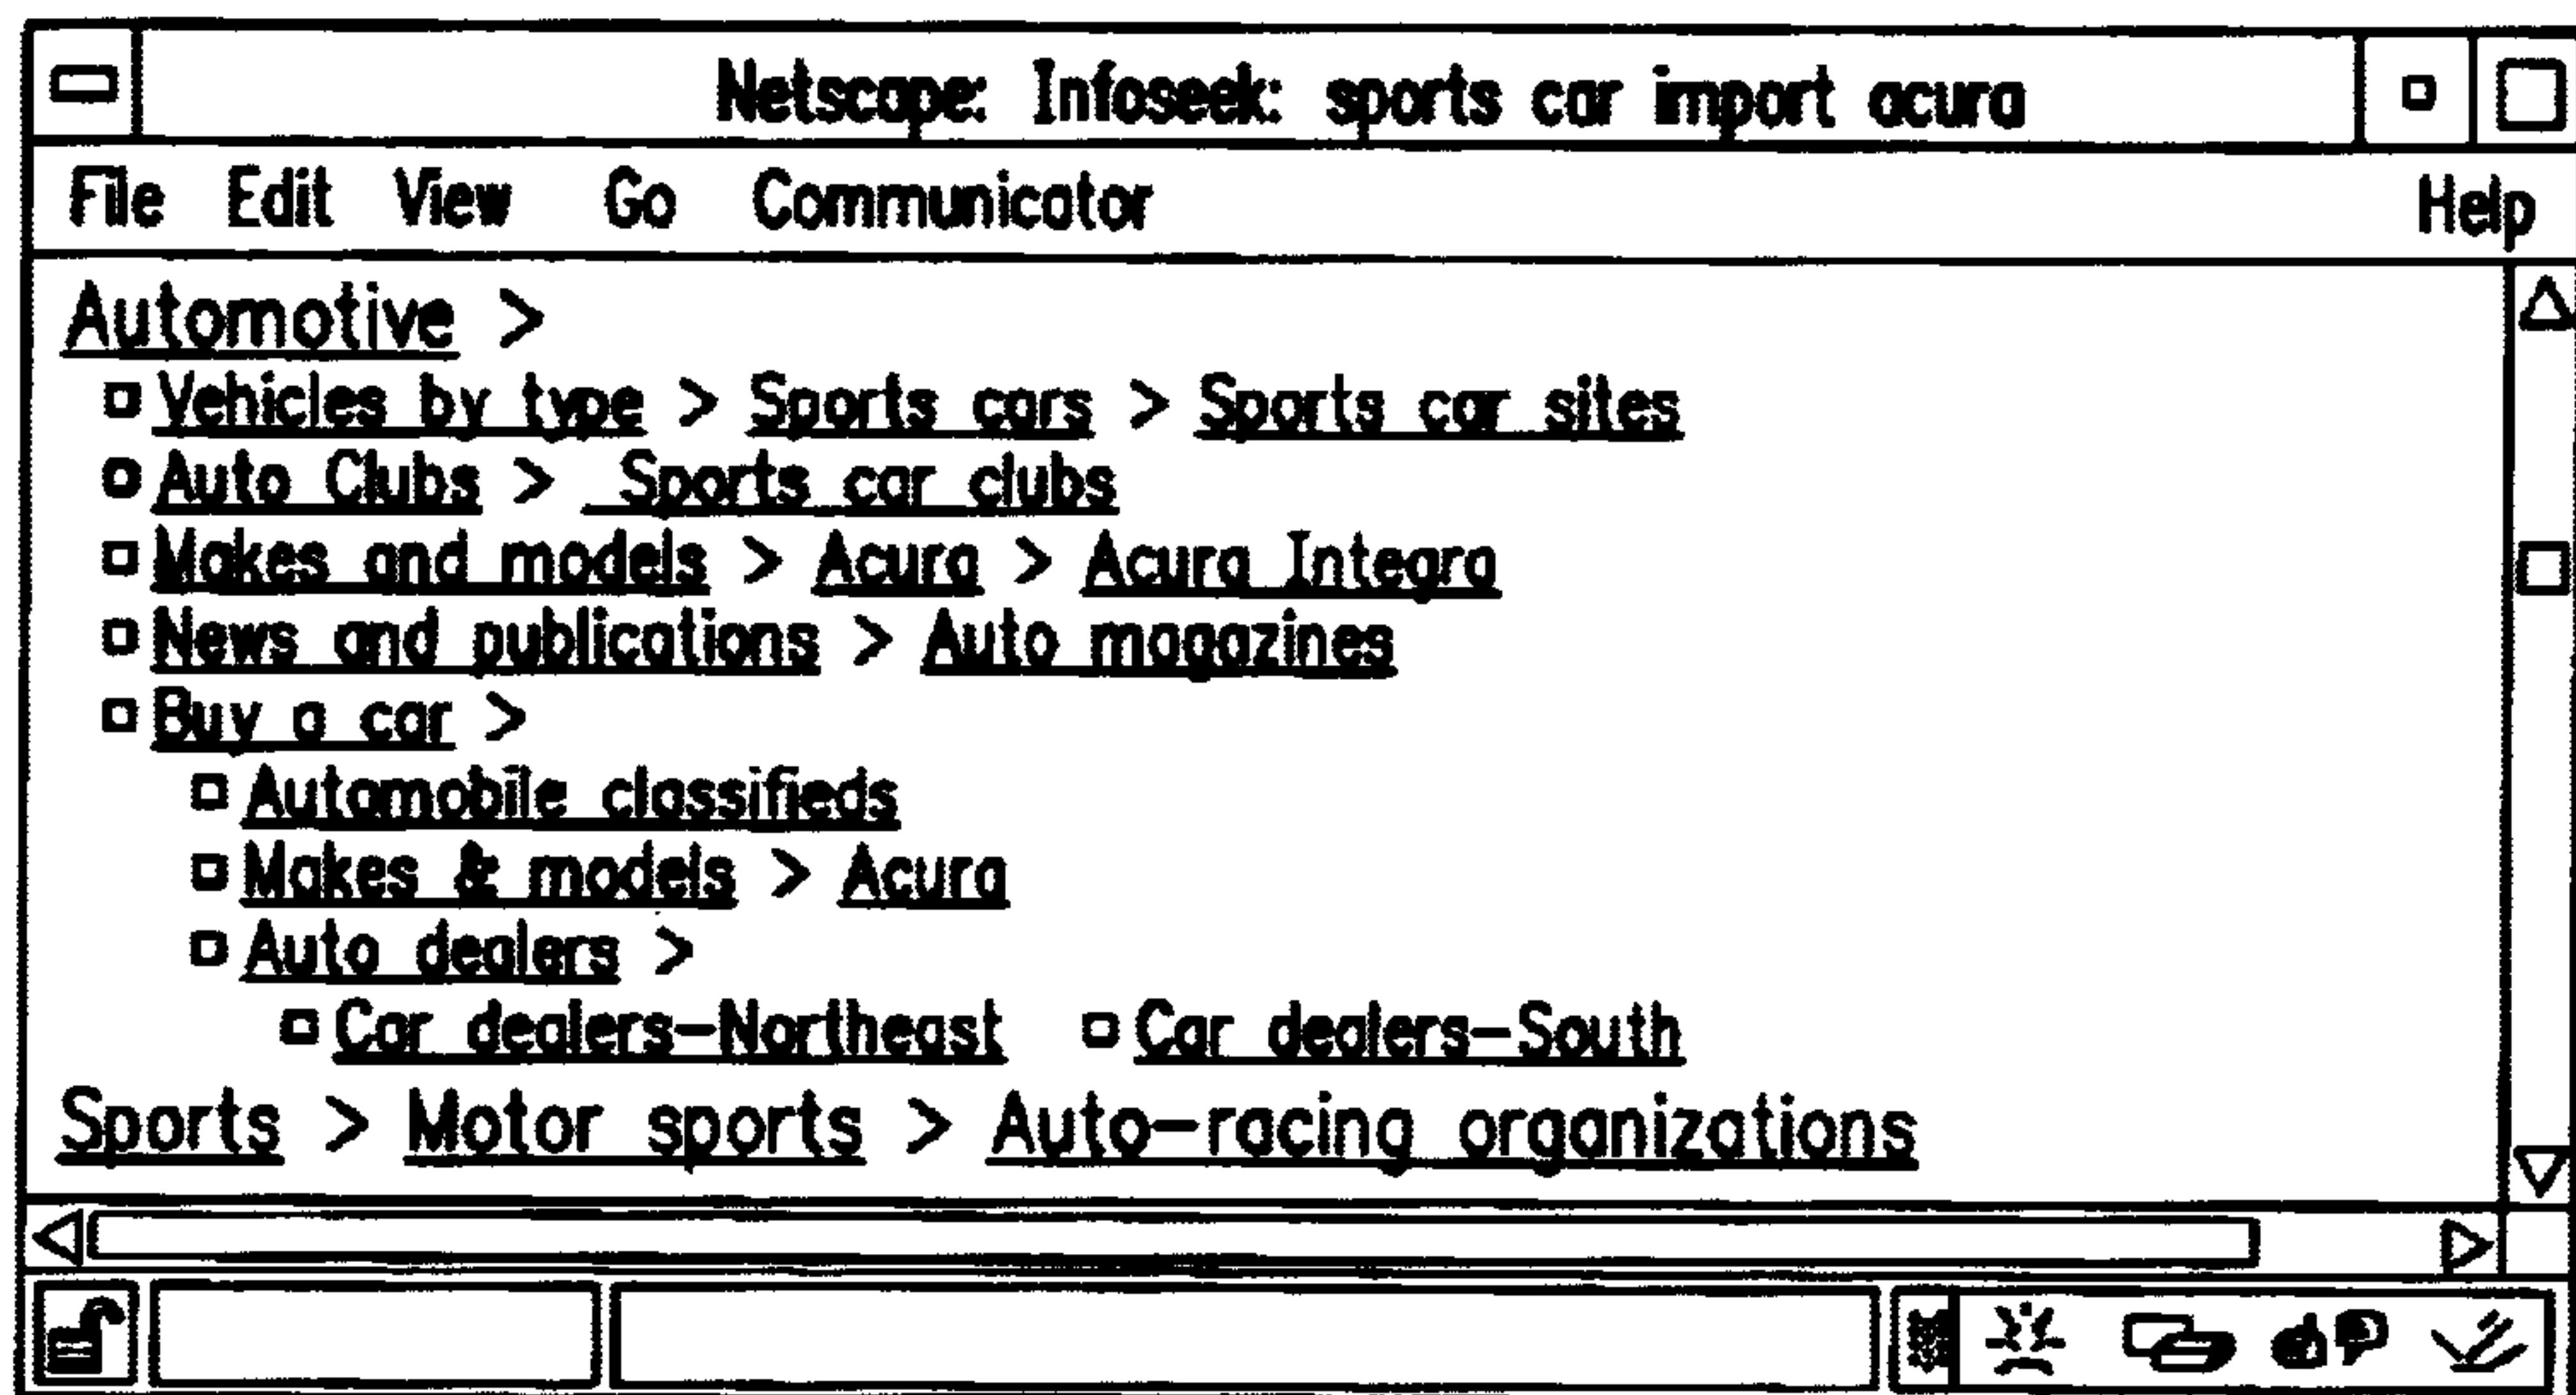 Netscape: Infoseek: sports car import acura
File Edit View Go Communicator Help
Automotive >
Vehicles by type > Sports cars > Sports car sites
Auto Clubs > Sports car clubs
Makes and models > Acura > Acura Integra
News and publications > Auto magazines
Buy a car >
Automobile classifieds
Makes & models > Acura
Auto dealers >
Car dealers-Northeast Car dealers-South
Sports > Motor sports > Auto-racing organizations